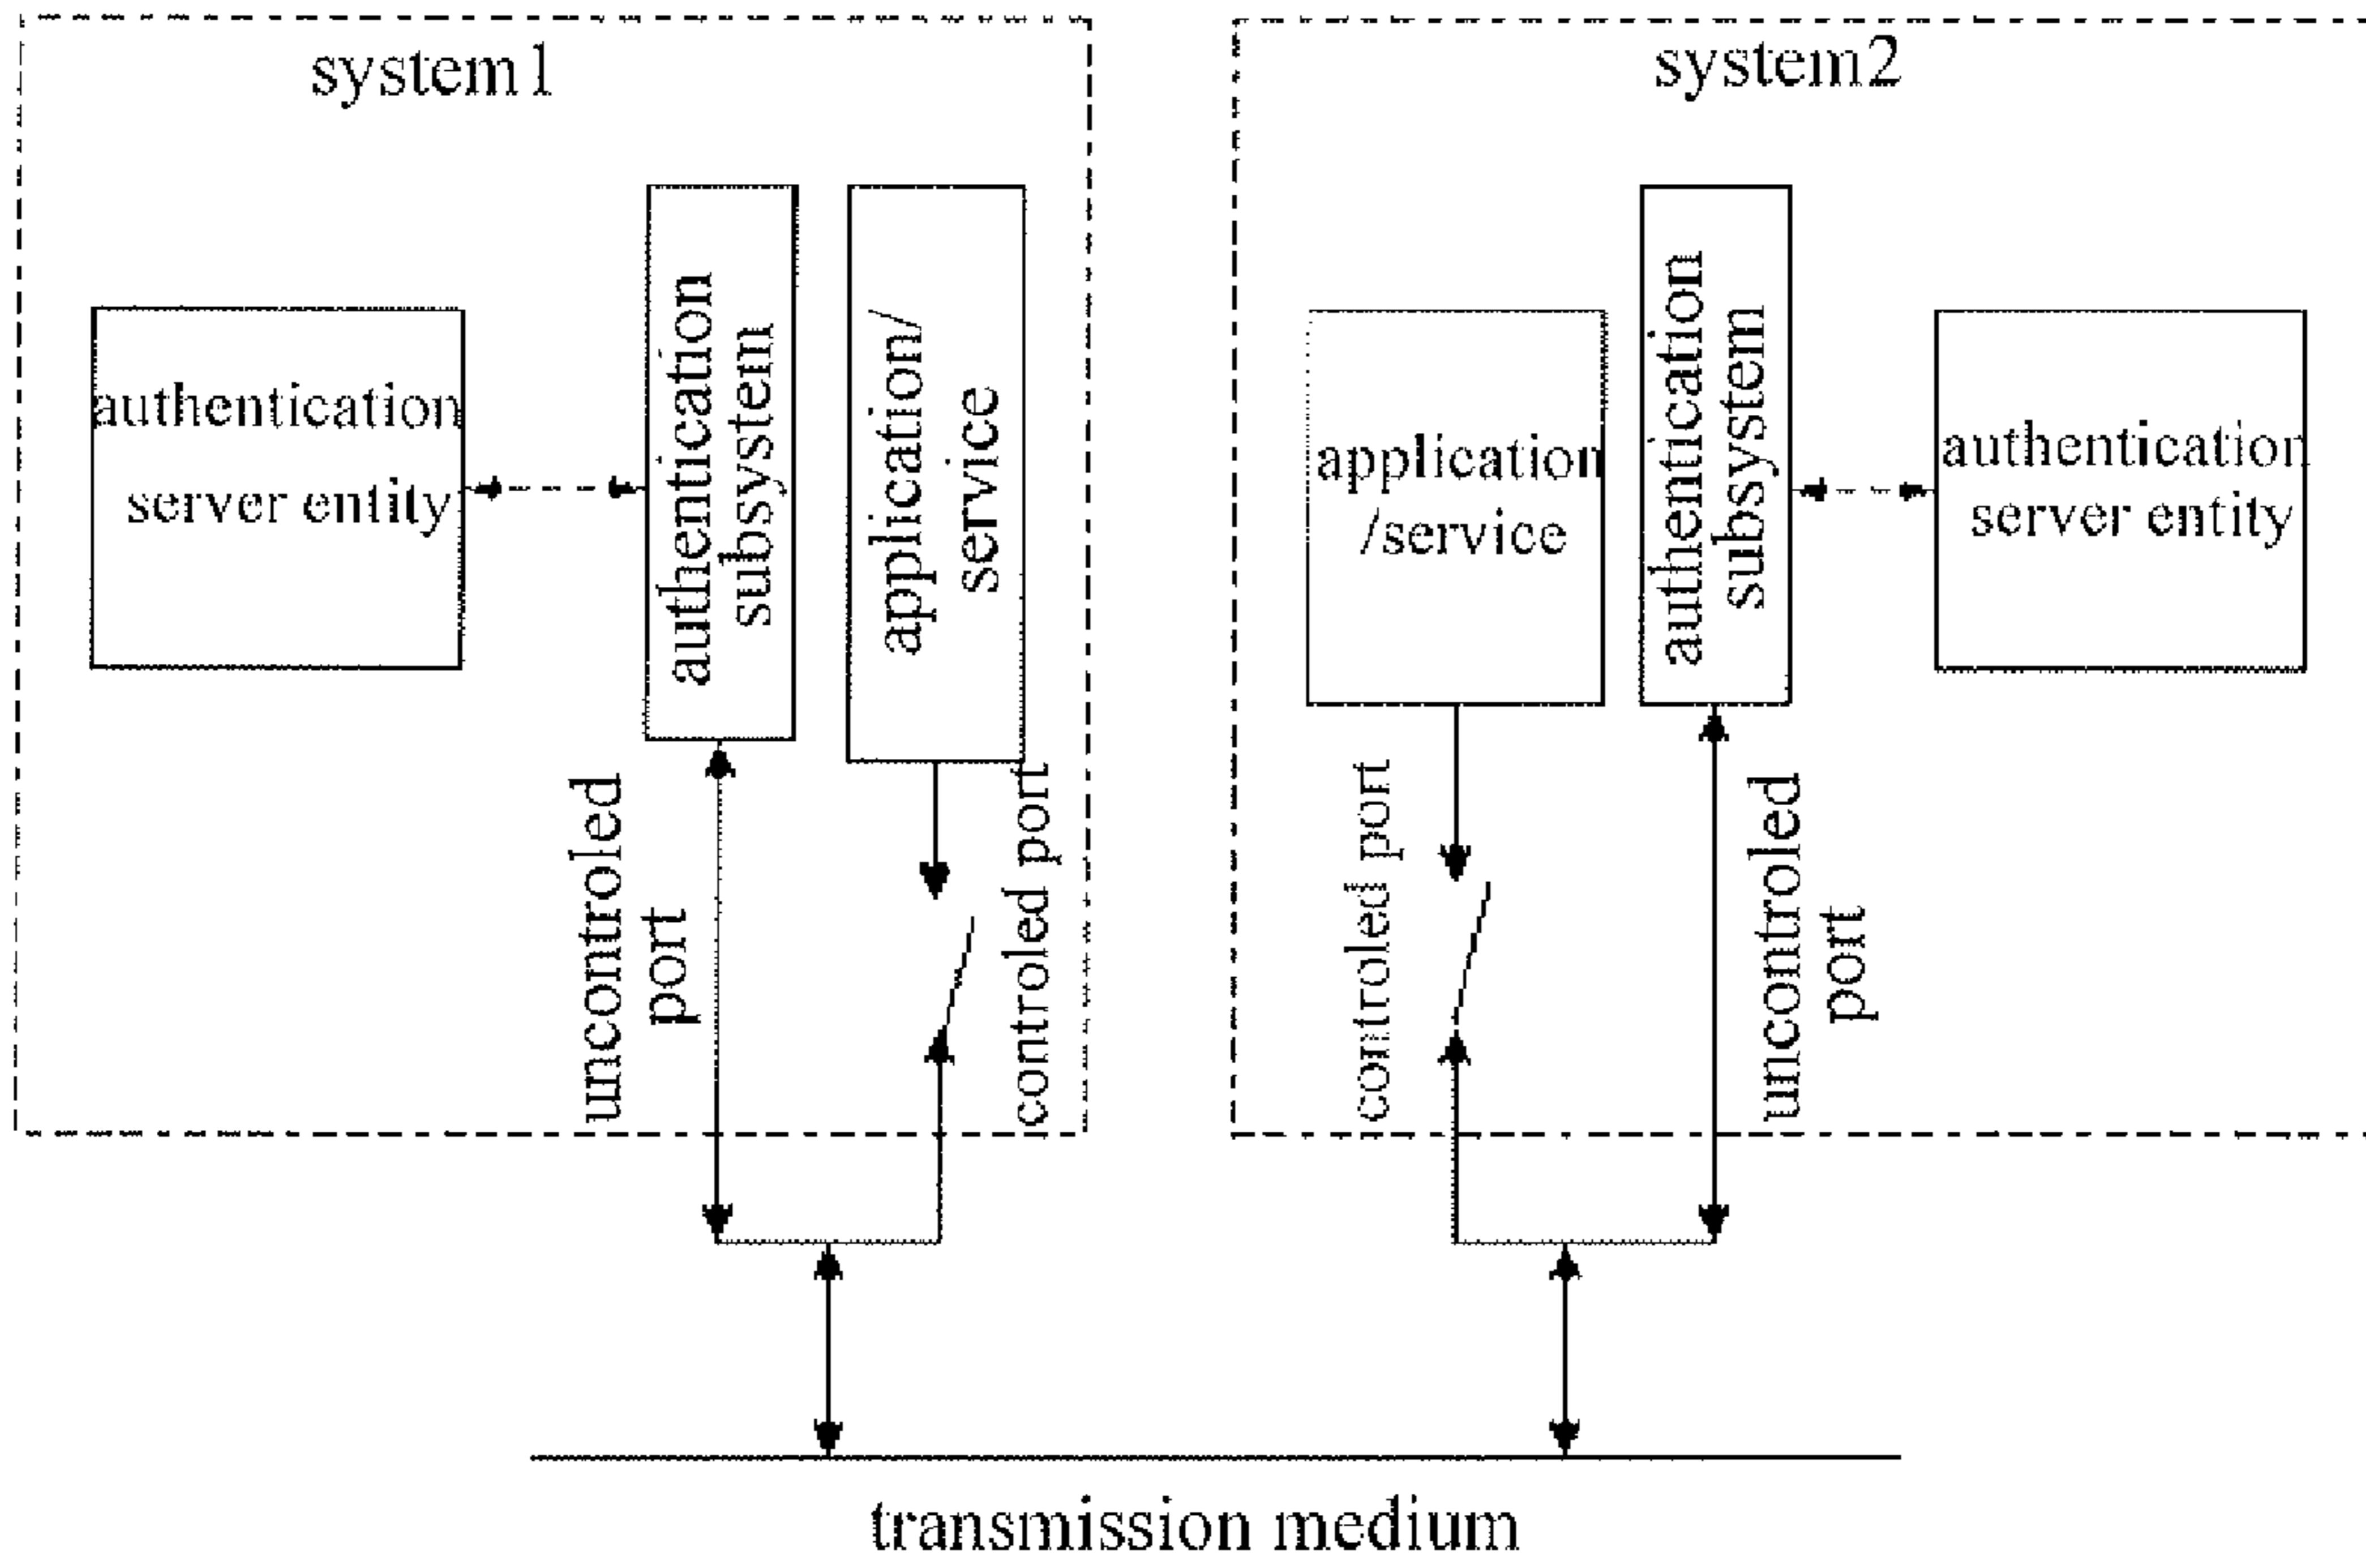 system1
authentication
server entity
authentication
subsystem
application/
service
uncontroled
port
controled port
system2
application
/service
authentication
subsystem
authentication
server entity
controled port
uncontroled
port
transmission medium